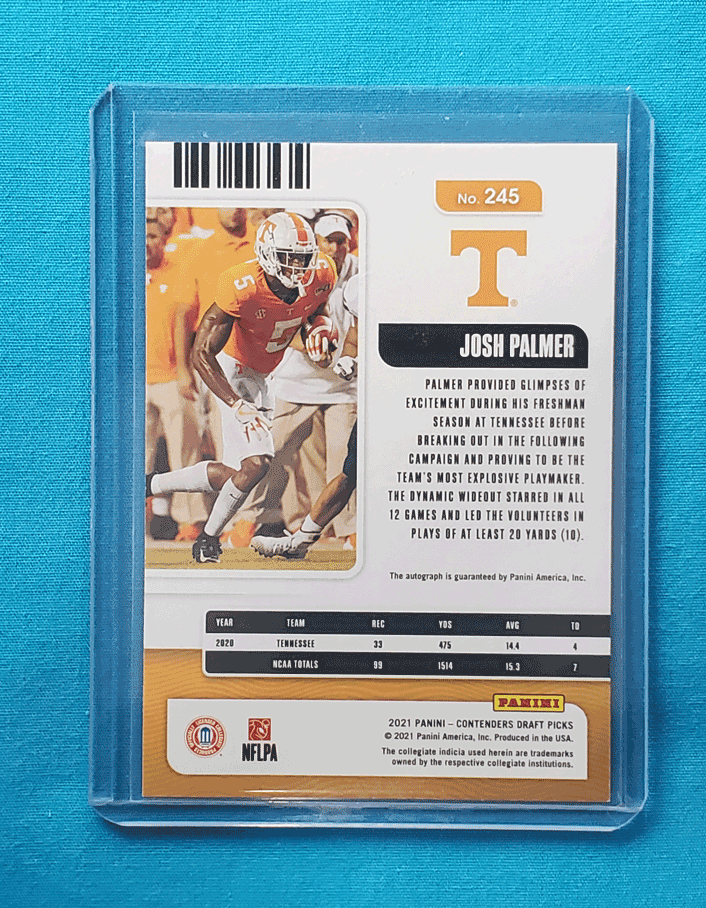 No. 245
T
JOSH PALMER
PALMER PROVIDED GLIMPSES OF
EXCITEMENT DURING HIS FRESHMAN
SEASON AT TENNESSEE BEFORE
BREAKING OUT IN THE FOLLOWING
CAMPAIGN AND PROVING TO BE THE
TEAM'S MOST EXPLOSIVE PLAYMAKER.
THE DYNAMIC WIDEOUT STARRED IN ALL
12 GAMES AND LED THE VOLUNTEERS IN
PLAYS OF AT LEAST 20 YARDS (10).
The autograph is guaranteed by Panini America, Inc.
YEAR TEAM REC YDS AVG TD
2020 TENNESSEE 33 475 14.4 4
NCAA TOTALS 99 1514 15.3 7
PANINI
2021 PANINI – CONTENDERS DRAFT PICKS
© 2021 Panini America, Inc. Produced in the USA.
The collegiate indicia used herein are trademarks
owned by the respective collegiate institutions.
NFLPA
T
5
5